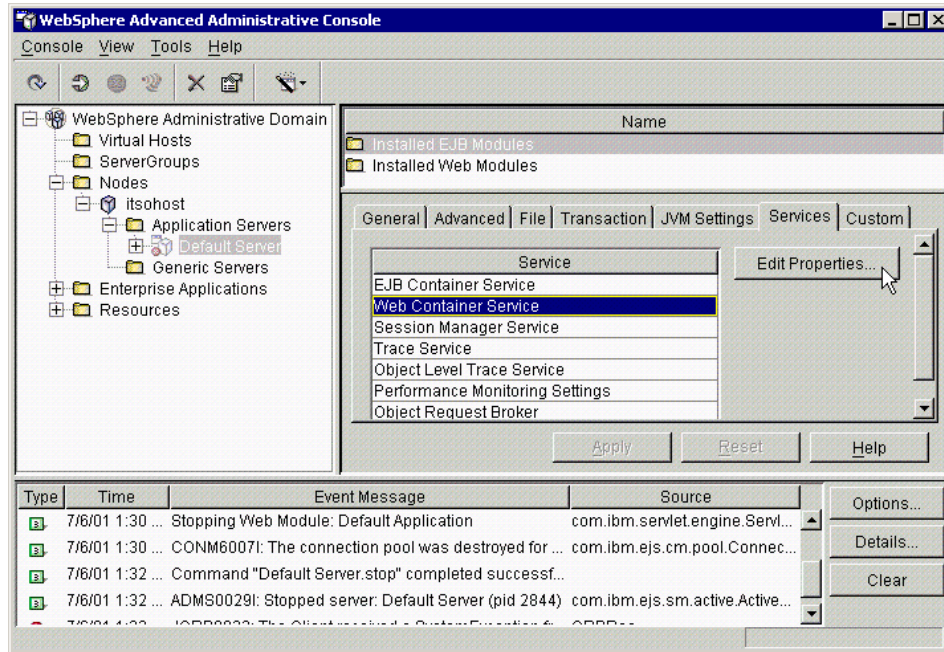 WebSphere Advanced Administrative Console
Console View Tools Help
WebSphere Administrative Domain
Virtual Hosts
ServerGroups
Nodes
itsohost
Application Servers
Default Server
Generic Servers
Enterprise Applications
Resources
Name
Installed EJB Modules
Installed Web Modules
General Advanced File Transaction JVM Settings Services Custom
Service
EJB Container Service
Web Container Service
Session Manager Service
Trace Service
Object Level Trace Service
Performance Monitoring Settings
Object Request Broker
Edit Properties...
Apply Reset Help
Type Time Event Message Source
7/6/01 1:30 ... Stopping Web Module: Default Application com.ibm.servlet.engine.Servl...
7/6/01 1:30 ... CONM6007I: The connection pool was destroyed for ... com.ibm.ejs.cm.pool.Connec...
7/6/01 1:32 ... Command "Default Server.stop" completed successf...
7/6/01 1:32 ... ADMS0029I: Stopped server: Default Server (pid 2844) com.ibm.ejs.sm.active.Active...
Options...
Details...
Clear